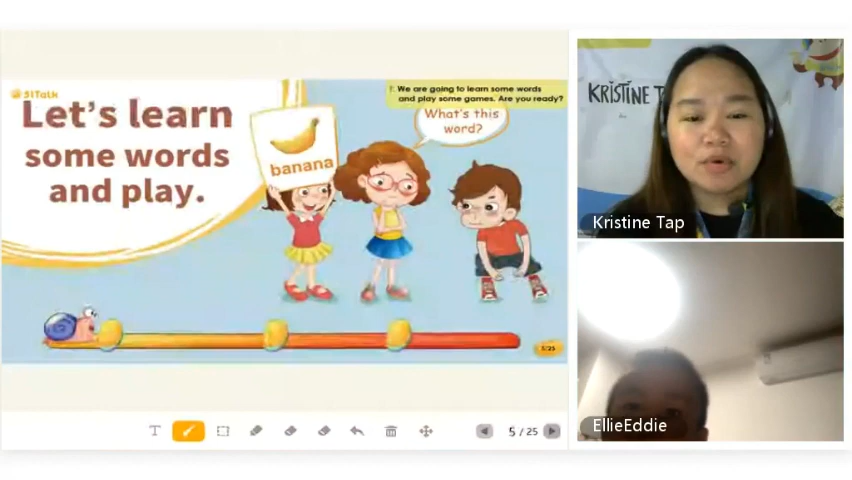 51Talk
Let's learn
some words
and play.
banana
1. We are going to learn some words
and play some games. Are you ready?
What's this
word?
5/25
T
5 / 25
KRISTINE T
Kristine Tap
EllieEddie